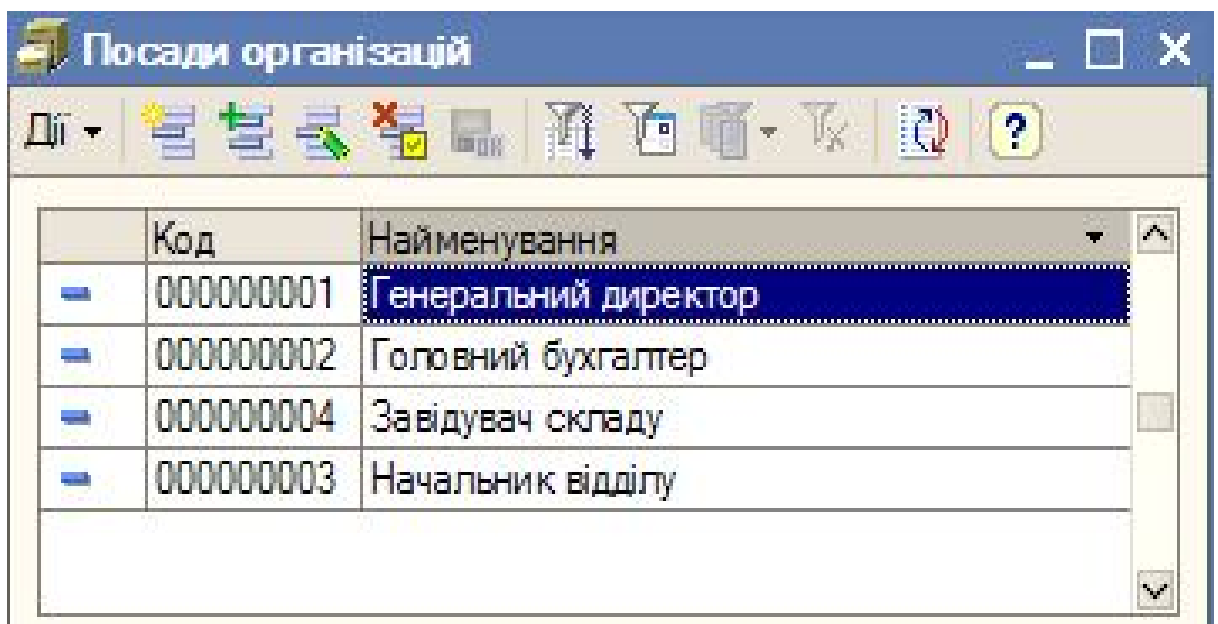 Посади організацій
Дії
Код Найменування
000000001 Генеральний директор
000000002 Головний бухгалтер
000000004 Завідувач складу
000000003 Начальник відділу